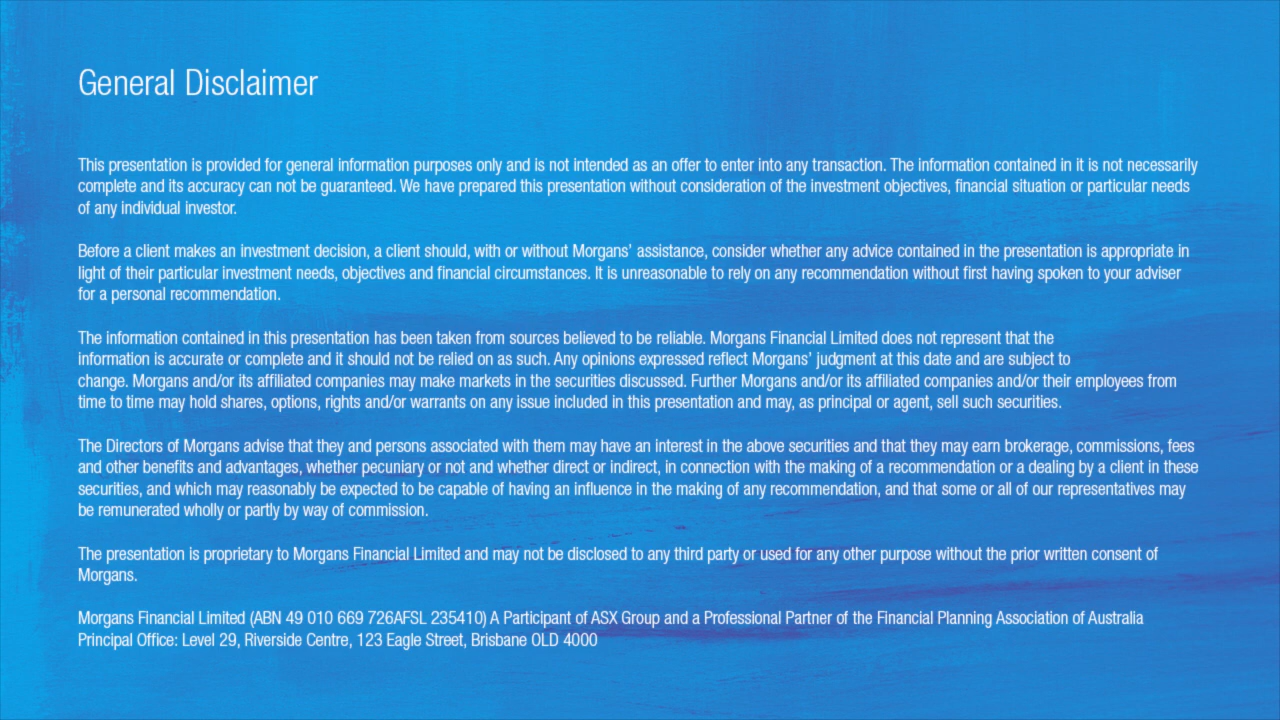 General Disclaimer
This presentation is provided for general information purposes only and is not intended as an offer to enter into any transaction. The information contained in it is not necessarily
complete and its accuracy can not be guaranteed. We have prepared this presentation without consideration of the investment objectives, financial situation or particular needs
of any individual investor.
Before a client makes an investment decision, a client should, with or without Morgans' assistance, consider whether any advice contained in the presentation is appropriate in
light of their particular investment needs, objectives and financial circumstances. It is unreasonable to rely on any recommendation without first having spoken to your adviser
for a personal recommendation.
The information contained in this presentation has been taken from sources believed to be reliable. Morgans Financial Limited does not represent that the
information is accurate or complete and it should not be relied on as such. Any opinions expressed reflect Morgans' judgment at this date and are subject to
change. Morgans and/or its affiliated companies may make markets in the securities discussed. Further Morgans and/or its affiliated companies and/or their employees from
time to time may hold shares, options, rights and/or warrants on any issue included in this presentation and may, as principal or agent, sell such securities.
The Directors of Morgans advise that they and persons associated with them may have an interest in the above securities and that they may earn brokerage, commissions, fees
and other benefits and advantages, whether pecuniary or not and whether direct or indirect, in connection with the making of a recommendation or a dealing by a client in these
securities, and which may reasonably be expected to be capable of having an influence in the making of any recommendation, and that some or all of our representatives may
be remunerated wholly or partly by way of commission.
The presentation is proprietary to Morgans Financial Limited and may not be disclosed to any third party or used for any other purpose without the prior written consent of
Morgans.
Morgans Financial Limited (ABN 49 010 669 726AFSL 235410) A Participant of ASX Group and a Professional Partner of the Financial Planning Association of Australia
Principal Office: Level 29, Riverside Centre, 123 Eagle Street, Brisbane OLD 4000